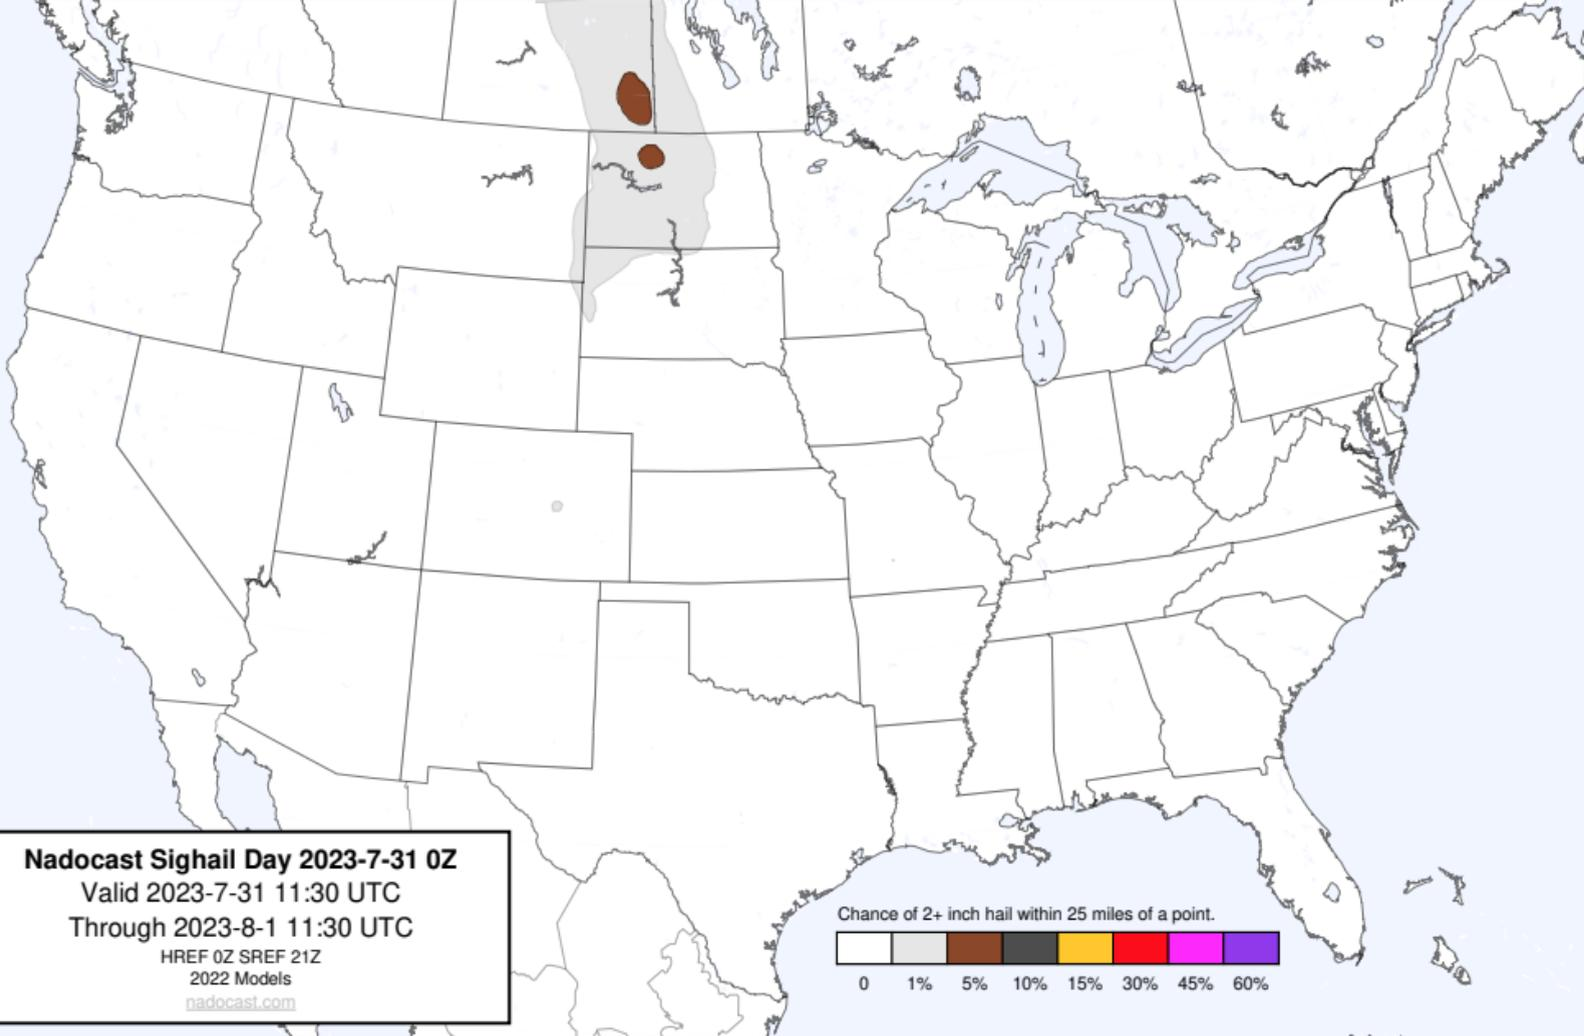 Nadocast Sighail Day 2023-7-31 0Z
Valid 2023-7-31 11:30 UTC
Through 2023-8-1 11:30 UTC
HREF 0Z SREF 21Z
2022 Models
nadocast.com
Chance of 2+ inch hail within 25 miles of a point.
0 1% 5% 10% 15% 30% 45% 60%